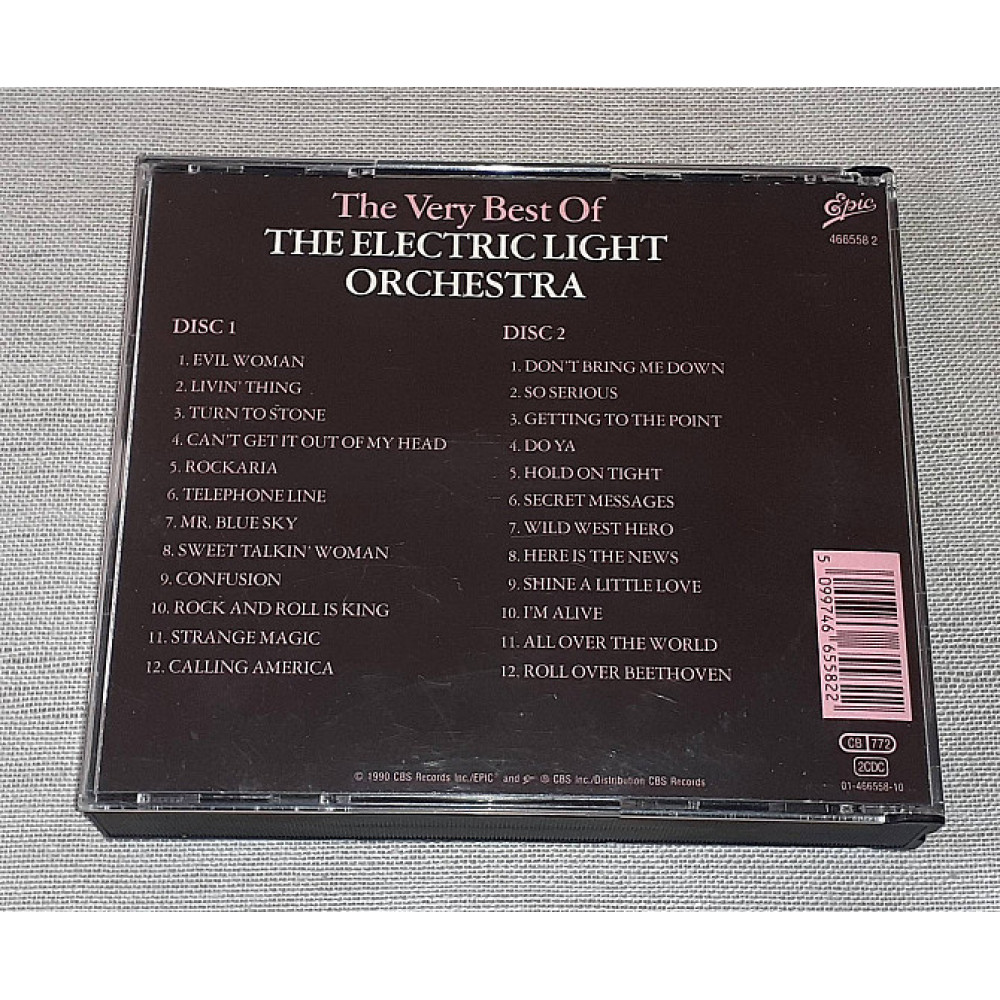 The Very Best Of
THE ELECTRIC LIGHT
ORCHESTRA
Epic
466558 2
DISC 1
1. EVIL WOMAN
2. LIVIN' THING
3. TURN TO STONE
4. CAN'T GET IT OUT OF MY HEAD
5. ROCKARIA
6. TELEPHONE LINE
7. MR. BLUE SKY
8. SWEET TALKIN' WOMAN
9. CONFUSION
10. ROCK AND ROLL IS KING
11. STRANGE MAGIC
12. CALLING AMERICA
DISC 2
1. DON'T BRING ME DOWN
2. SO SERIOUS
3. GETTING TO THE POINT
4. DO YA
5. HOLD ON TIGHT
6. SECRET MESSAGES
7. WILD WEST HERO
8. HERE IS THE NEWS
9. SHINE A LITTLE LOVE
10. I'M ALIVE
11. ALL OVER THE WORLD
12. ROLL OVER BEETHOVEN
5 099746 655822
CB 772
2CDC
01-466558-10
© 1990 CBS Records Inc./EPIC and ℗ CBS Inc./Distribution CBS Records